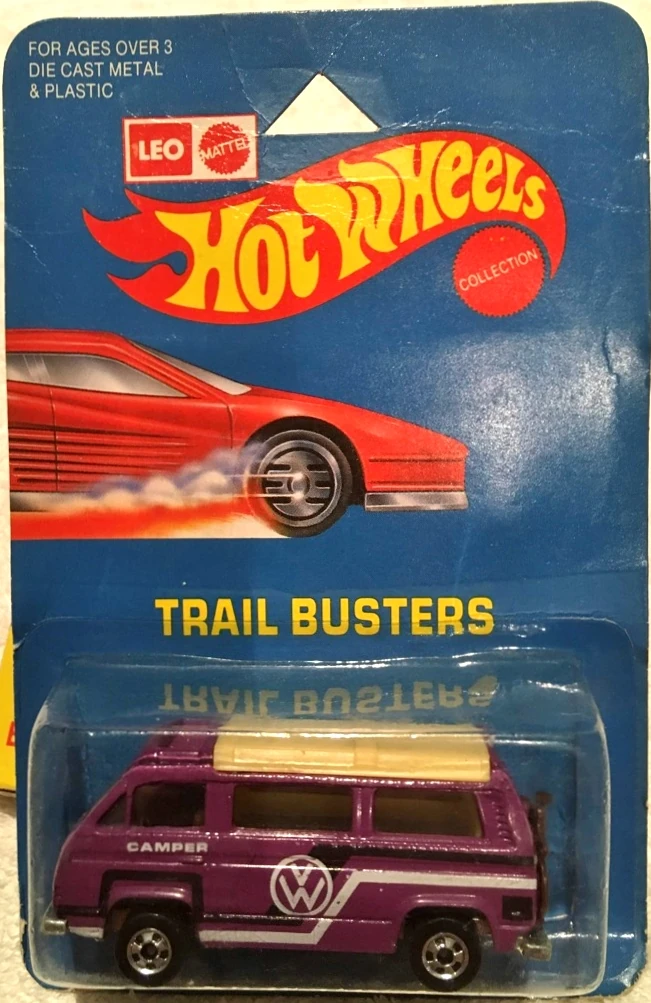 FOR AGES OVER 3
DIE CAST METAL
& PLASTIC
LEO
MATTEL
HOT WHEELS
COLLECTION
TRAIL BUSTERS
CAMPER
VW